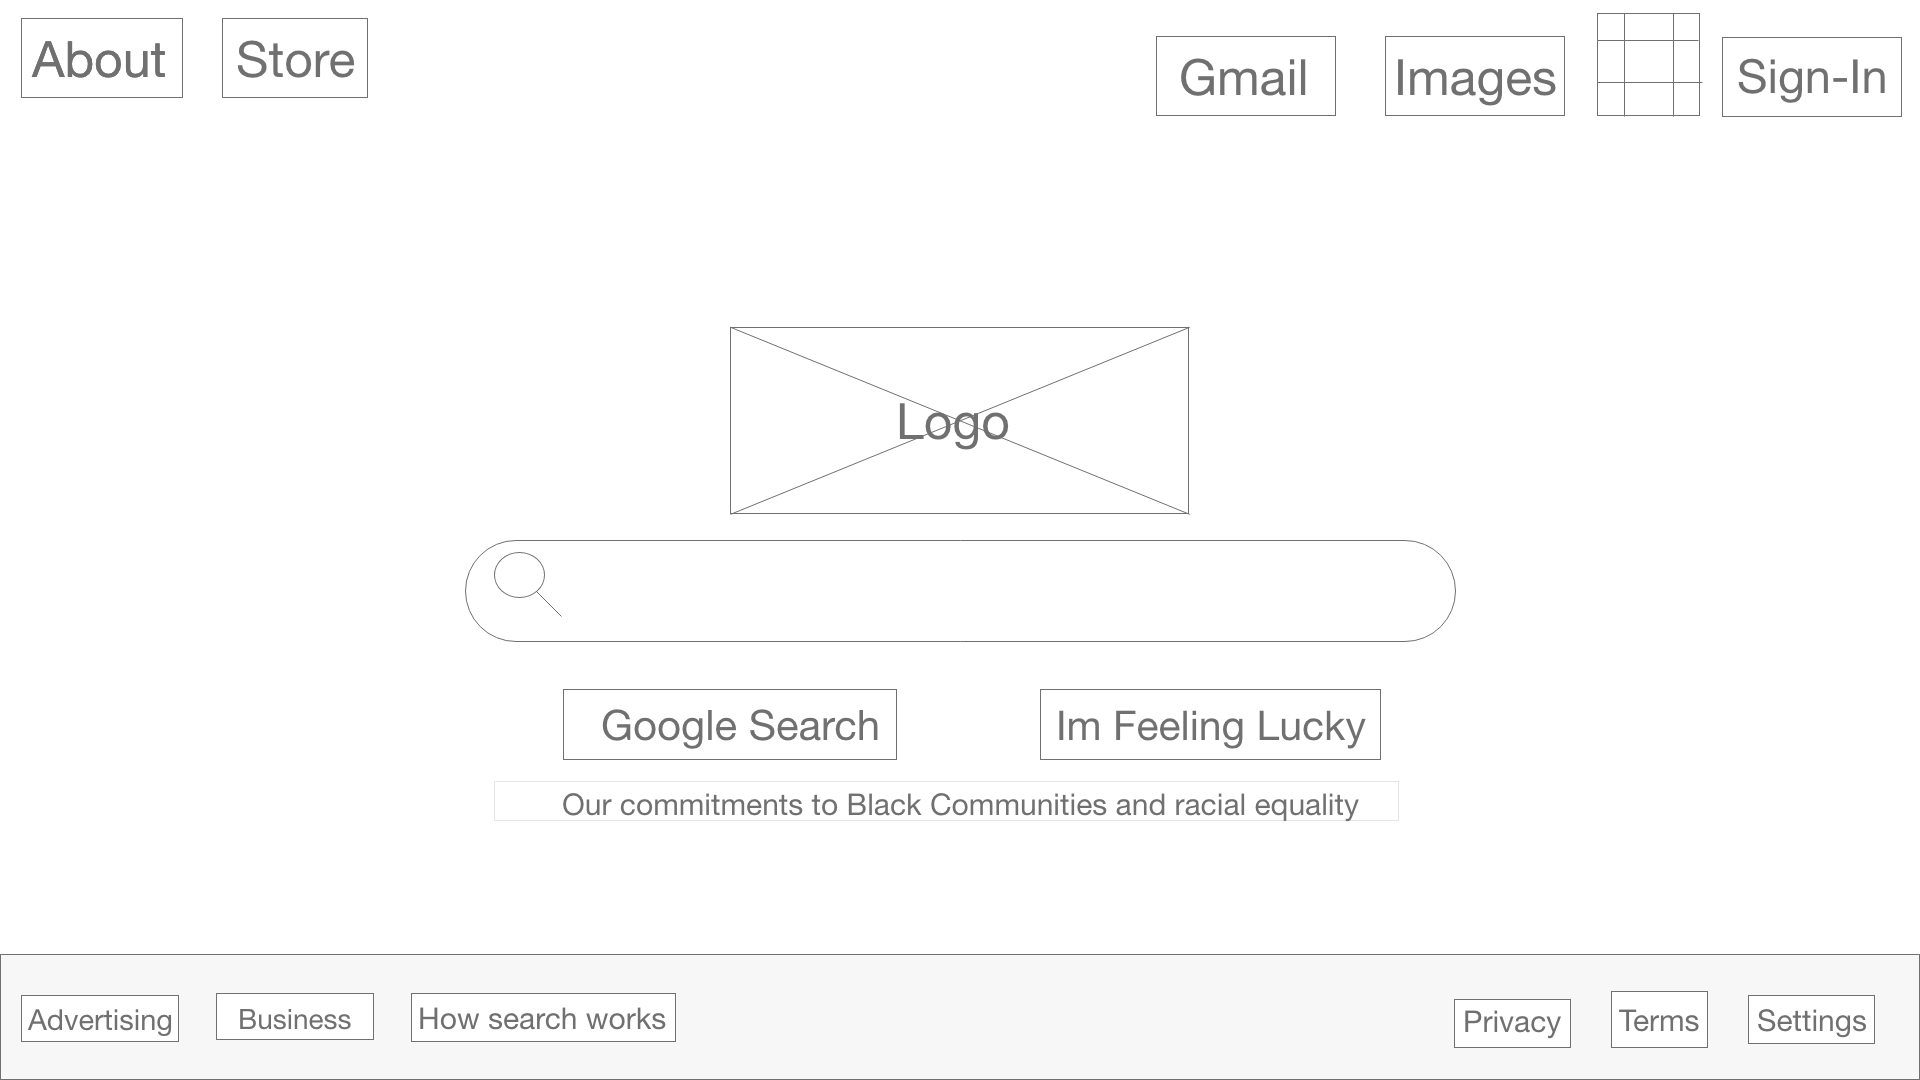 About
Store
Gmail
Images
Sign-In
Logo
Google Search
Im Feeling Lucky
Our commitments to Black Communities and racial equality
Advertising
Business
How search works
Privacy
Terms
Settings